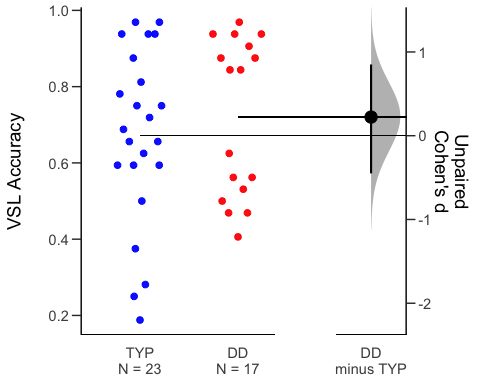 1.0
0.8
0.6
0.4
0.2
VSL Accuracy
TYP
N = 23
DD
N = 17
DD
minus TYP
1
0
-1
-2
Unpaired
Cohen's d